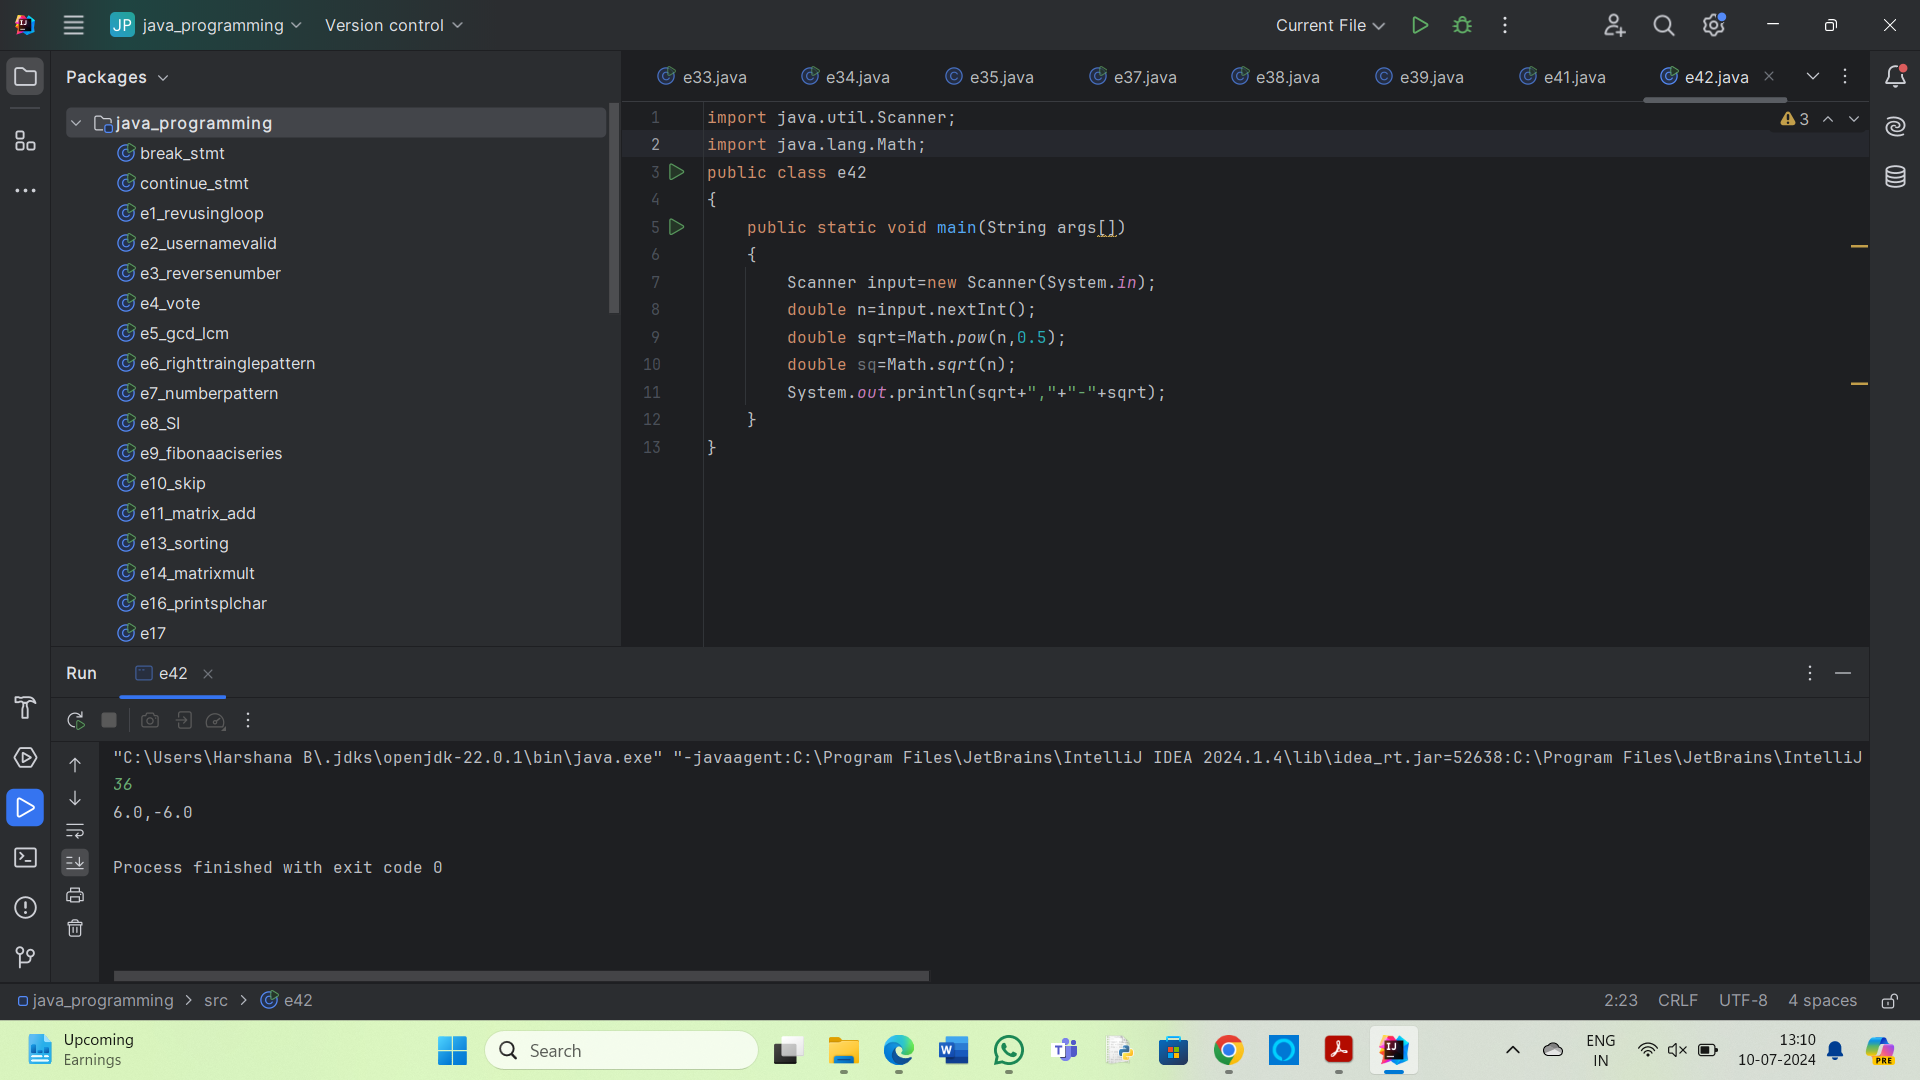 JP java_programming Version control Current File
Packages
java_programming
break_stmt
continue_stmt
e1_revusingloop
e2_usernamevalid
e3_reversenumber
e4_vote
e5_gcd_lcm
e6_righttrainglepattern
e7_numberpattern
e8_SI
e9_fibonaaciseries
e10_skip
e11_matrix_add
e13_sorting
e14_matrixmult
e16_printsplchar
e17
e33.java e34.java e35.java e37.java e38.java e39.java e41.java e42.java
3
1 import java.util.Scanner;
2 import java.lang.Math;
3 public class e42
4 {
5 public static void main(String args[])
6 {
7 Scanner input=new Scanner(System.in);
8 double n=input.nextInt();
9 double sqrt=Math.pow(n,0.5);
10 double sq=Math.sqrt(n);
11 System.out.println(sqrt+","+"-"+sqrt);
12 }
13 }
Run e42
"C:\Users\Harshana B\.jdks\openjdk-22.0.1\bin\java.exe" "-javaagent:C:\Program Files\JetBrains\IntelliJ IDEA 2024.1.4\lib\idea_rt.jar=52638:C:\Program Files\JetBrains\IntelliJ
36
6.0,-6.0
Process finished with exit code 0
java_programming > src > e42 2:23 CRLF UTF-8 4 spaces
Upcoming
Earnings
Search
ENG
IN
13:10
10-07-2024
PRE